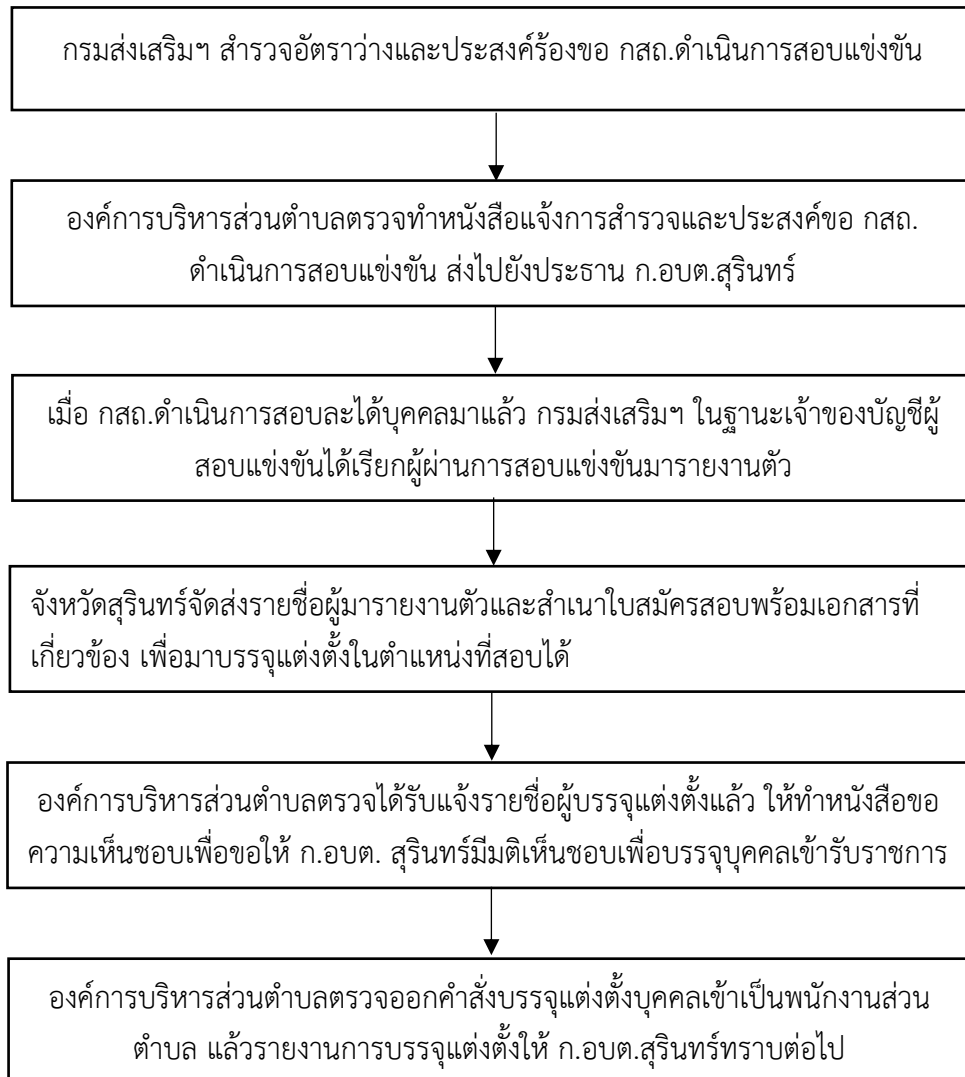 กรมส่งเสริมฯ สำรวจอัตราว่างและประสงค์ร้องขอ กสถ.ดำเนินการสอบแข่งขัน
องค์การบริหารส่วนตำบลตรวจทำหนังสือแจ้งการสำรวจและประสงค์ขอ กสถ.
ดำเนินการสอบแข่งขัน ส่งไปยังประธาน ก.อบต.สุรินทร์
เมื่อ กสถ.ดำเนินการสอบละได้บุคคลมาแล้ว กรมส่งเสริมฯ ในฐานะเจ้าของบัญชีผู้
สอบแข่งขันได้เรียกผู้ผ่านการสอบแข่งขันมารายงานตัว
จังหวัดสุรินทร์จัดส่งรายชื่อผู้มารายงานตัวและสำเนาใบสมัครสอบพร้อมเอกสารที่
เกี่ยวข้อง เพื่อมาบรรจุแต่งตั้งในตำแหน่งที่สอบได้
องค์การบริหารส่วนตำบลตรวจได้รับแจ้งรายชื่อผู้บรรจุแต่งตั้งแล้ว ให้ทำหนังสือขอ
ความเห็นชอบเพื่อขอให้ ก.อบต. สุรินทร์มีมติเห็นชอบเพื่อบรรจุบุคคลเข้ารับราชการ
องค์การบริหารส่วนตำบลตรวจออกคำสั่งบรรจุแต่งตั้งบุคคลเข้าเป็นพนักงานส่วน
ตำบล แล้วรายงานการบรรจุแต่งตั้งให้ ก.อบต.สุรินทร์ทราบต่อไป